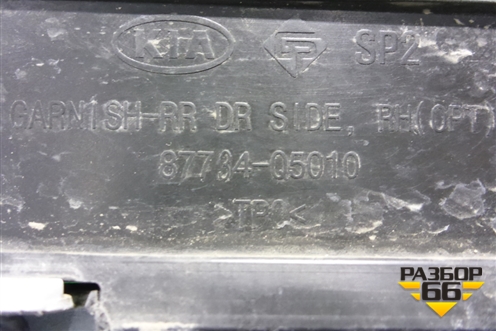 KIA SP2
GARNISH-RR DR SIDE, RH(OPT)
87734-Q5010
>TPO<
РАЗБОР
66